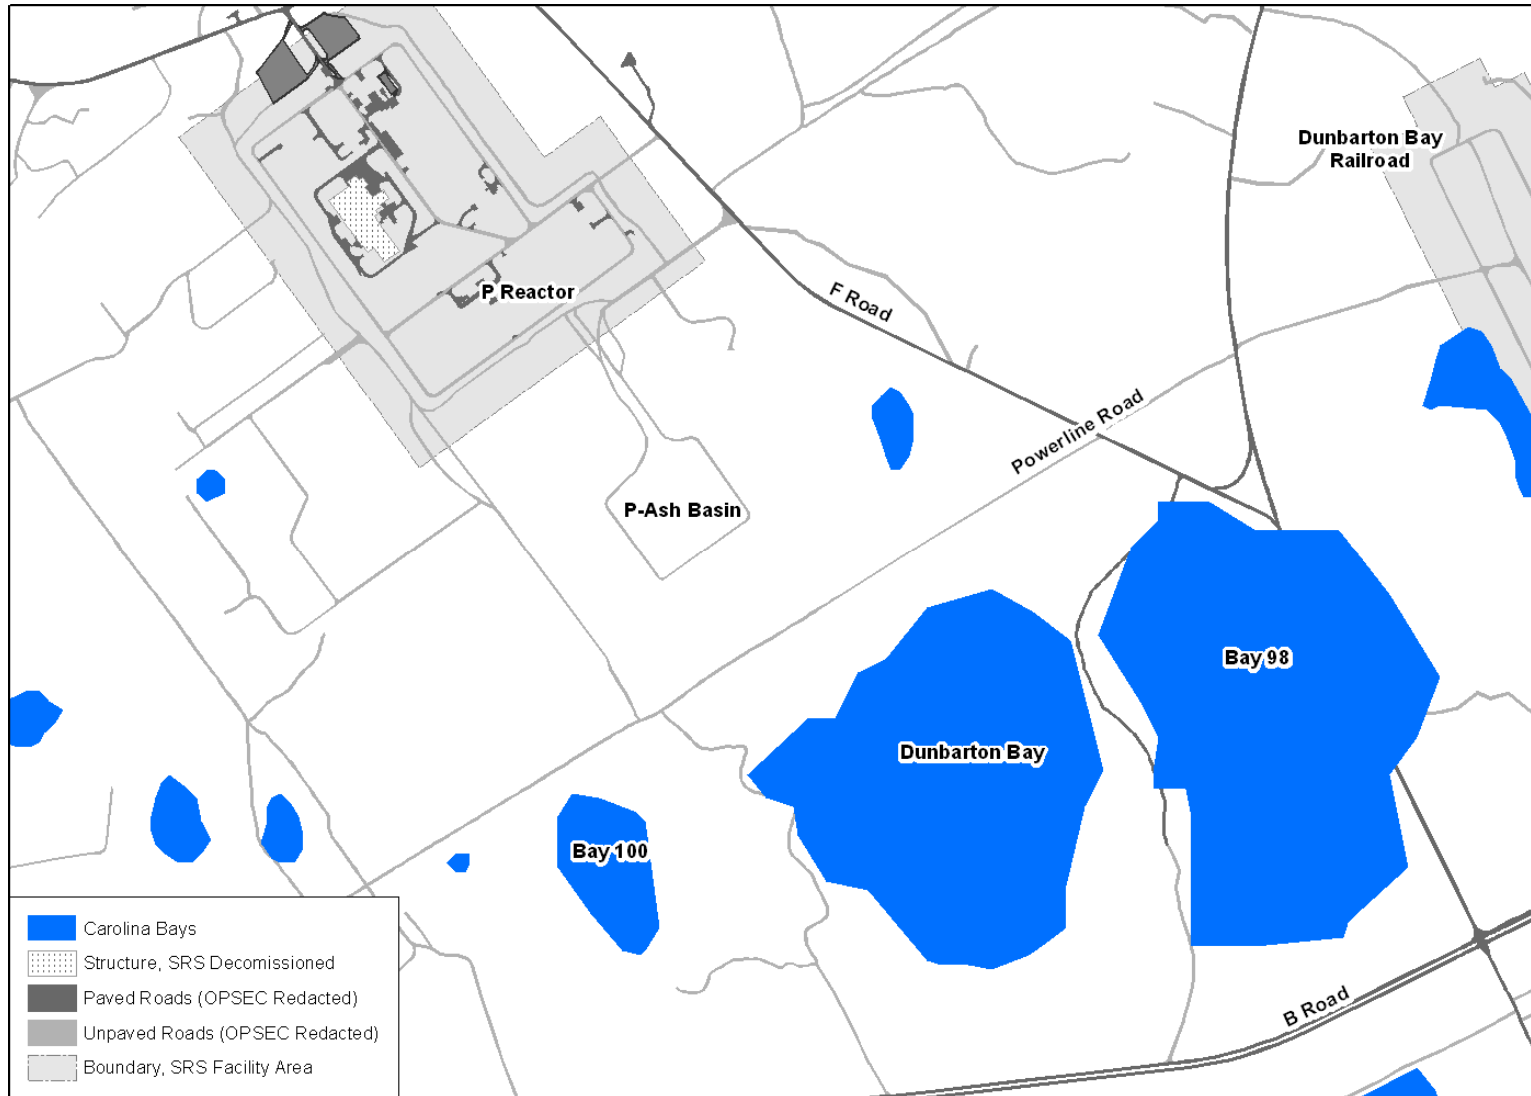 Dunbarton Bay
Railroad
P Reactor
F Road
Powerline Road
P-Ash Basin
Bay 98
Dunbarton Bay
Bay 100
B Road
Carolina Bays
Structure, SRS Decomissioned
Paved Roads (OPSEC Redacted)
Unpaved Roads (OPSEC Redacted)
Boundary, SRS Facility Area